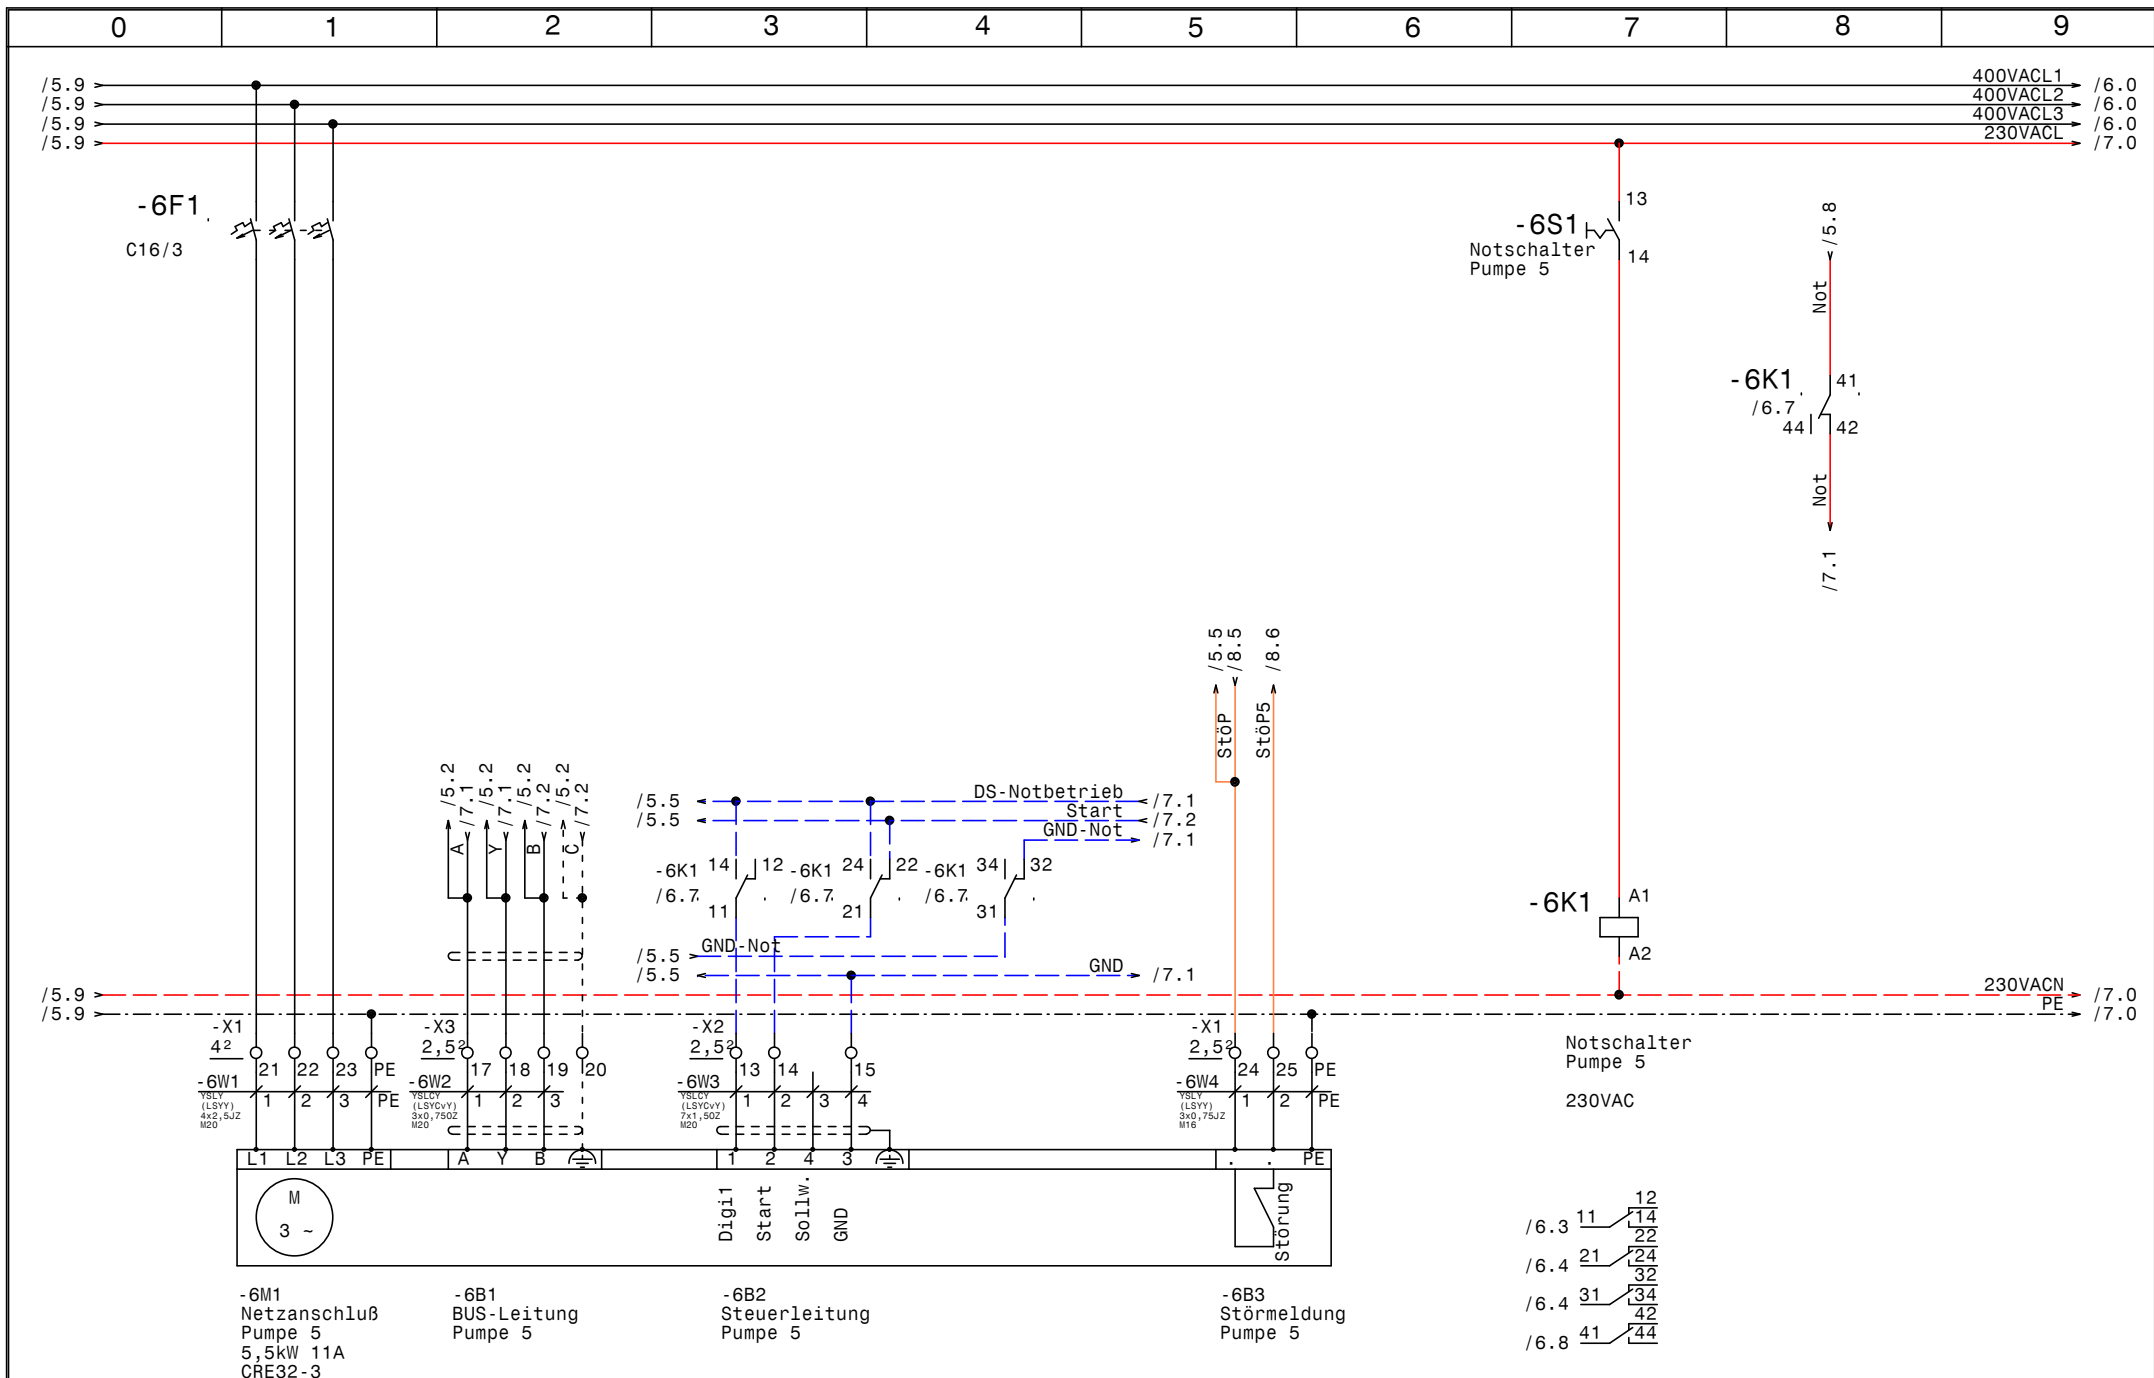 0 1 2 3 4 5 6 7 8 9
/5.9 400VACL1 /6.0
/5.9 400VACL2 /6.0
/5.9 400VACL3 /6.0
/5.9 230VACL /7.0
-6F1
C16/3
13
-6S1
Notschalter
Pumpe 5
14
/5.8
Not
-6K1
/6.7
41
44
42
Not
/7.1
/5.5
/8.5
/8.6
StöP
StöP5
/5.2
/7.1
/5.2
/7.1
/5.2
/7.2
/5.2
/7.2
A
Y
B
C
/5.5 DS-Notbetrieb /7.1
/5.5 Start /7.2
GND-Not /7.1
-6K1 14 12
/6.7 11
-6K1 24 22
/6.7 21
-6K1 34 32
/6.7 31
-6K1 A1
A2
/5.5 GND-Not
/5.5 GND /7.1
/5.9 230VACN /7.0
/5.9 PE /7.0
-X1
4²
21 22 23 PE
-6W1
YSLY
(LSYY)
4x2,5JZ
M20
1 2 3 PE
-X3
2,5²
17 18 19 20
-6W2
YSLCY
(LSYCvY)
3x0,75OZ
M20
1 2 3
-X2
2,5²
13 14 15
-6W3
YSLCY
(LSYCvY)
7x1,5OZ
M20
1 2 3 4
-X1
2,5²
24 25 PE
-6W4
YSLY
(LSYY)
3x0,75JZ
M16
1 2 PE
Notschalter
Pumpe 5
230VAC
L1 L2 L3 PE A Y B 1 2 4 3 . . PE
M
3 ~
Digi1
Start
Sollw.
GND
Störung
-6M1
Netzanschluß
Pumpe 5
5,5kW 11A
CRE32-3
-6B1
BUS-Leitung
Pumpe 5
-6B2
Steuerleitung
Pumpe 5
-6B3
Störmeldung
Pumpe 5
12
/6.3 11 14
22
/6.4 21 24
32
/6.4 31 34
42
/6.8 41 44